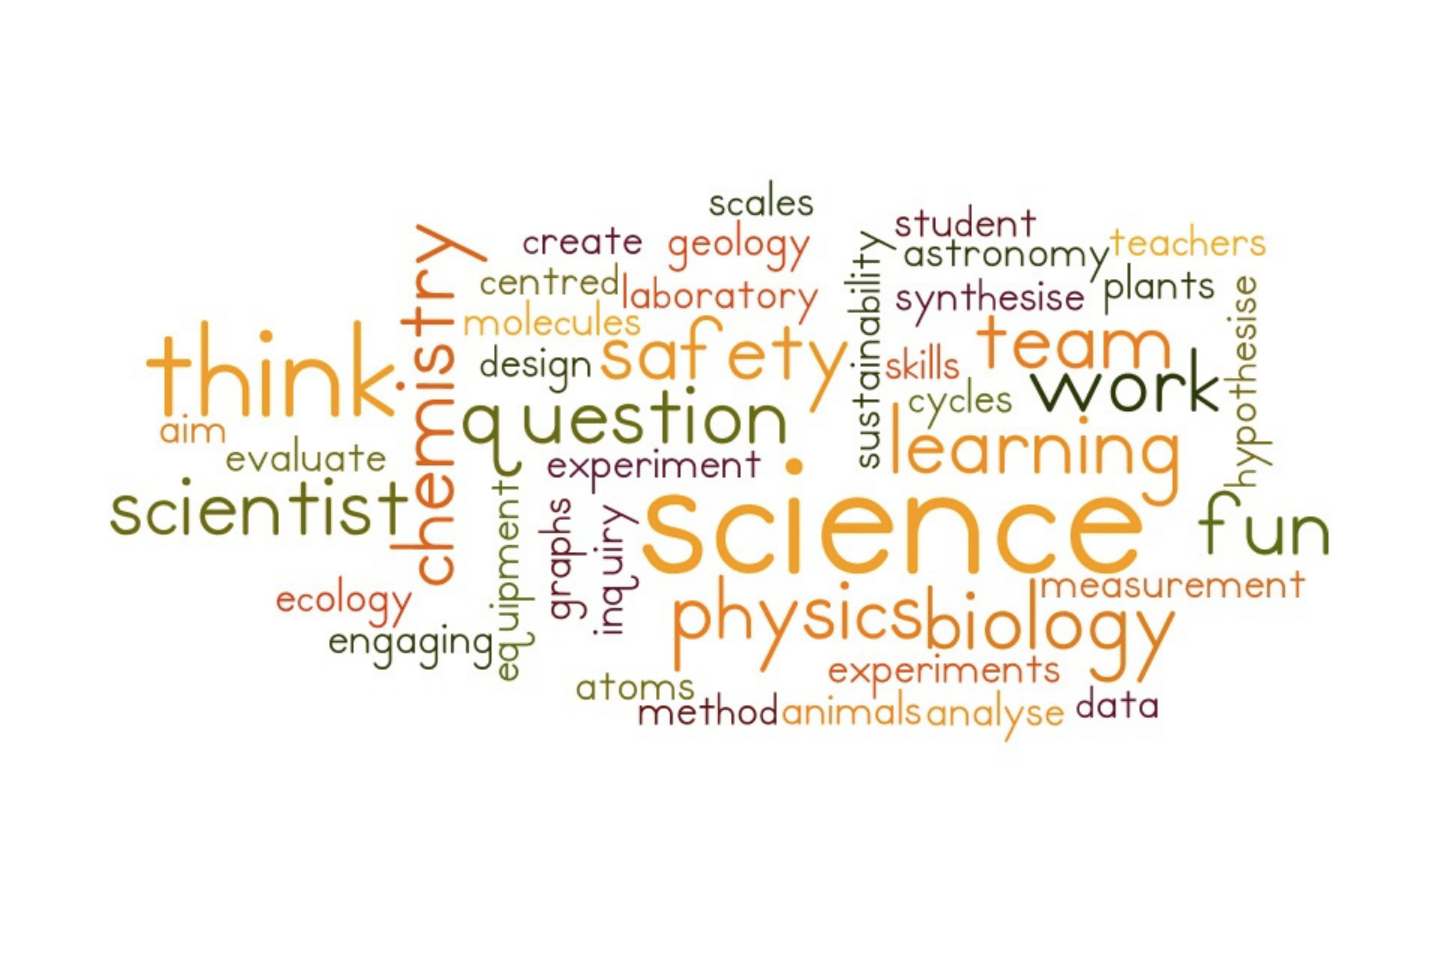 scales
student
create
geology
astronomy
teachers
centred
laboratory
sustainability
synthesise
plants
molecules
chemistry
think
design
safety
skills
team
hypothesise
cycles
work
aim
question
learning
evaluate
experiment
scientist
science
fun
equipment
graphs
inquiry
ecology
measurement
engaging
physics
biology
experiments
atoms
method
animals
analyse
data